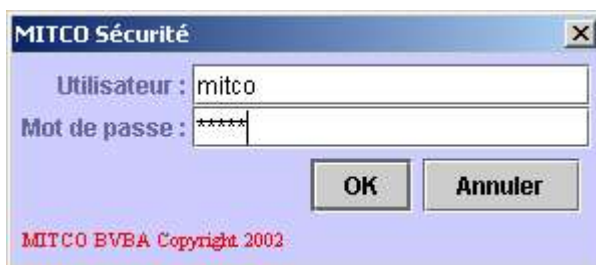 MITCO Sécurité
Utilisateur : mitco
Mot de passe : *****
OK Annuler
MITCO BVBA Copyright 2002